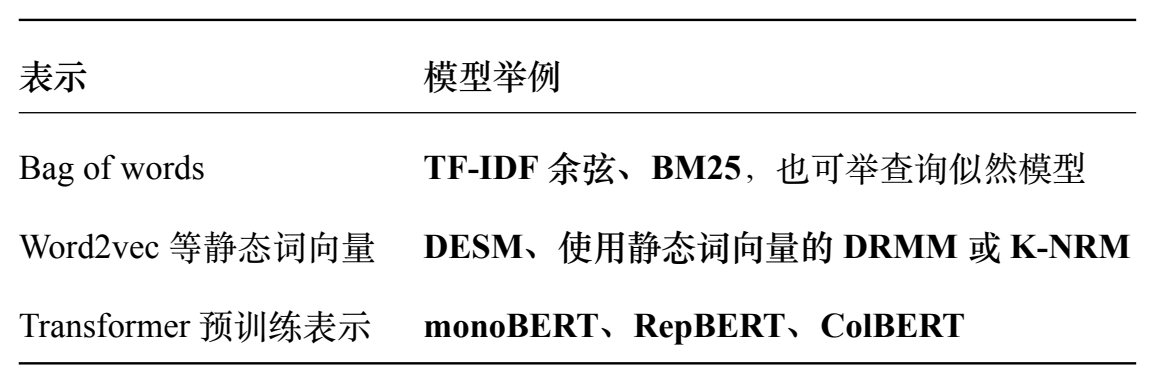 表示 模型举例
Bag of words TF-IDF 余弦、BM25，也可举查询似然模型
Word2vec 等静态词向量 DESM、使用静态词向量的 DRMM 或 K-NRM
Transformer 预训练表示 monoBERT、RepBERT、ColBERT